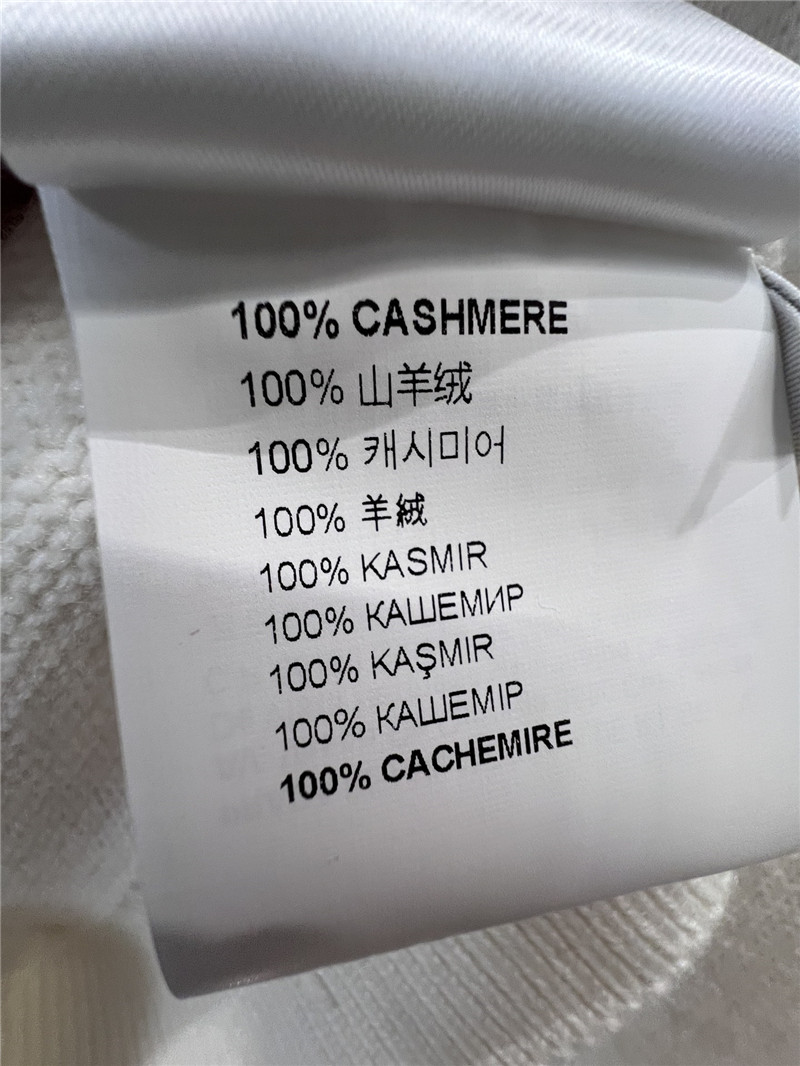 100% CASHMERE
100% 山羊绒
100% 캐시미어
100% 羊絨
100% KASMIR
100% КАШЕМИР
100% KAŞMIR
100% КАШЕМІР
100% CACHEMIRE